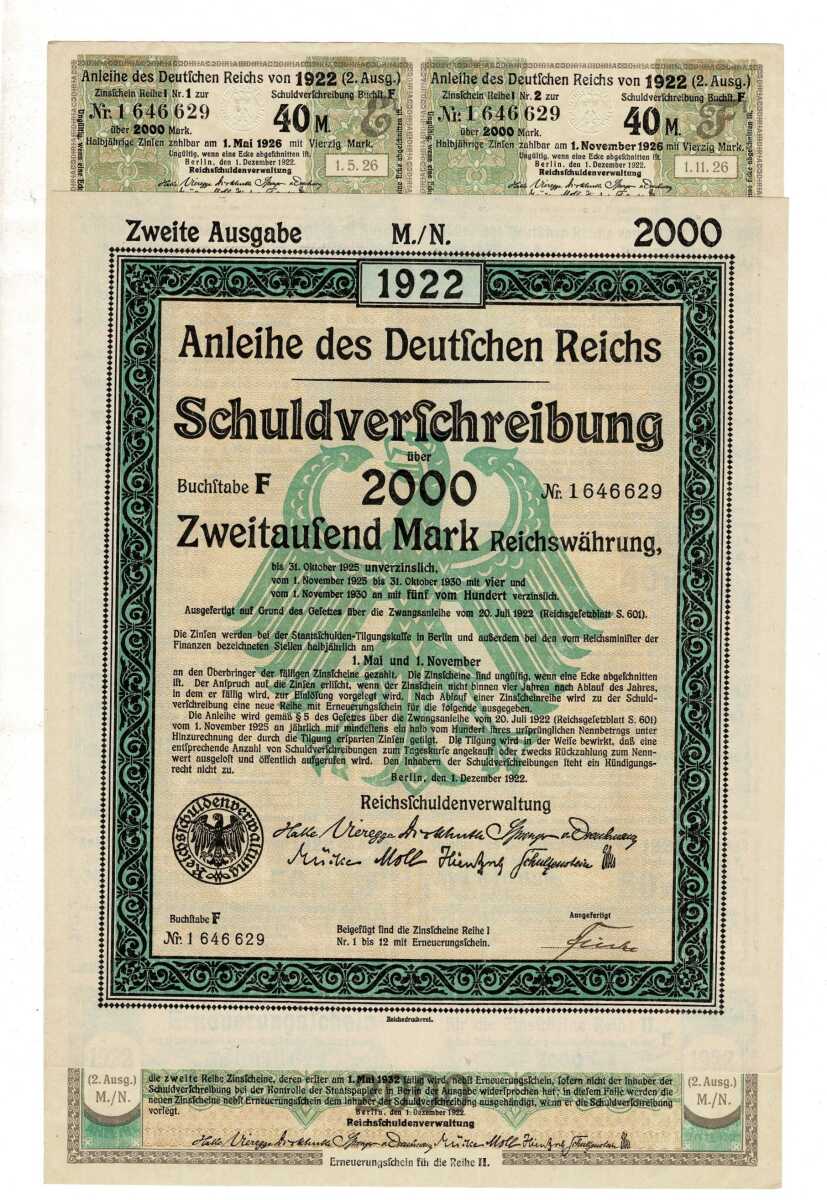 Anleihe des Deutſchen Reichs von 1922 (2. Ausg.)
Zinsſchein Reihe I Nr. 1 zur Schuldverſchreibung Buchſt. F
Nr. 1646629
40 M.
über 2000 Mark.
Halbjährige Zinſen zahlbar am 1. Mai 1926 mit Vierzig Mark.
Ungültig, wenn eine Ecke abgeſchnitten iſt.
Berlin, den 1. Dezember 1922.
Reichsſchuldenverwaltung
1.5.26
Anleihe des Deutſchen Reichs von 1922 (2. Ausg.)
Zinsſchein Reihe I Nr. 2 zur Schuldverſchreibung Buchſt. F
Nr. 1646629
40 M.
F
über 2000 Mark.
Halbjährige Zinſen zahlbar am 1. November 1926 mit Vierzig Mark.
Ungültig, wenn eine Ecke abgeſchnitten iſt.
Berlin, den 1. Dezember 1922.
Reichsſchuldenverwaltung
1.11.26
Zweite Ausgabe M./N. 2000
1922
Anleihe des Deutſchen Reichs
Schuldverſchreibung
über
Buchſtabe F 2000 Nr. 1646629
Zweitauſend Mark Reichswährung,
bis 31. Oktober 1925 unverzinslich,
vom 1. November 1925 bis 31. Oktober 1930 mit vier und
vom 1. November 1930 an mit fünf vom Hundert verzinslich.
Ausgefertigt auf Grund des Geſetzes über die Zwangsanleihe vom 20. Juli 1922 (Reichsgeſetzblatt S. 601).
Die Zinſen werden bei der Staatsſchulden-Tilgungskaſſe in Berlin und außerdem bei den vom Reichsminiſter der
Finanzen bezeichneten Stellen halbjährlich am
1. Mai und 1. November
an den Überbringer der fälligen Zinsſcheine gezahlt. Die Zinsſcheine ſind ungültig, wenn eine Ecke abgeſchnitten
iſt. Der Anſpruch auf die Zinſen erliſcht, wenn der Zinsſchein nicht binnen vier Jahren nach Ablauf des Jahres,
in dem er fällig wird, zur Einlöſung vorgelegt wird. Nach Ablauf einer Zinsſcheinreihe wird zu der Schuld-
verſchreibung eine neue Reihe mit Erneuerungsſchein für die folgende ausgegeben.
Die Anleihe wird gemäß § 5 des Geſetzes über die Zwangsanleihe vom 20. Juli 1922 (Reichsgeſetzblatt S. 601)
vom 1. November 1925 an jährlich mit mindeſtens ein halb vom Hundert ihres urſprünglichen Nennbetrags unter
Hinzurechnung der durch die Tilgung erſparten Zinſen getilgt. Die Tilgung wird in der Weiſe bewirkt, daß eine
entſprechende Anzahl von Schuldverſchreibungen zum Tageskurſe angekauft oder zwecks Rückzahlung zum Nenn-
wert ausgeloſt und öffentlich aufgerufen wird. Den Inhabern der Schuldverſchreibungen ſteht ein Kündigungs-
recht nicht zu.
Berlin, den 1. Dezember 1922.
Reichsſchuldenverwaltung
Reichsſchuldenverwaltung
Halle Vieregge
Mücke Moll
Buchſtabe F
Nr. 1646629
Beigefügt ſind die Zinsſcheine Reihe I
Nr. 1 bis 12 mit Erneuerungsſchein.
Ausgefertigt
Reichsdruckerei.
(2. Ausg.)
M./N.
die zweite Reihe Zinsſcheine, deren erſter am 1. Mai 1932 fällig wird, nebſt Erneuerungsſchein, ſofern nicht der Inhaber der
Schuldverſchreibung bei der Kontrolle der Staatspapiere in Berlin der Ausgabe widerſprochen hat; in dieſem Falle werden die
neuen Zinsſcheine nebſt Erneuerungsſchein dem Inhaber der Schuldverſchreibung ausgehändigt, wenn er die Schuldverſchreibung
vorlegt.
Berlin, den 1. Dezember 1922.
Reichsſchuldenverwaltung
(2. Ausg.)
M./N.
Erneuerungsſchein für die Reihe II.